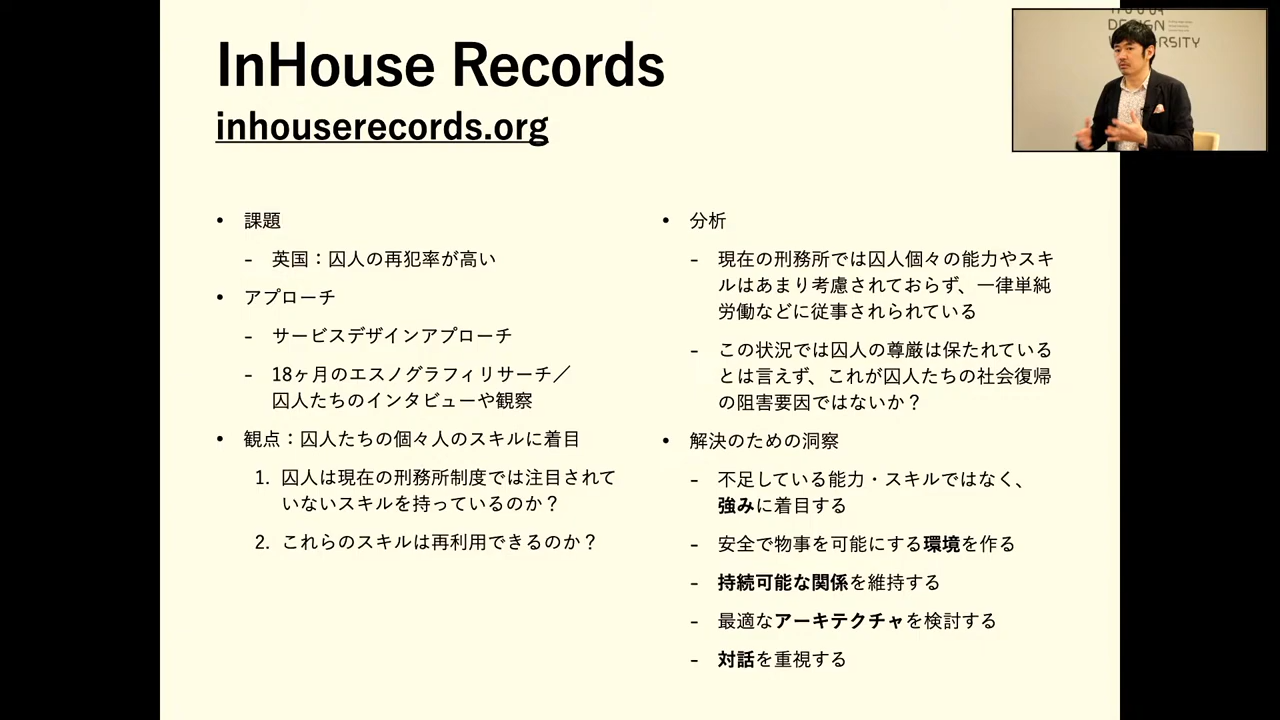 InHouse Records
inhouserecords.org
• 課題
- 英国：囚人の再犯率が高い
• アプローチ
- サービスデザインアプローチ
- 18ヶ月のエスノグラフィリサーチ／
囚人たちのインタビューや観察
• 観点：囚人たちの個々人のスキルに着目
1. 囚人は現在の刑務所制度では注目されて
いないスキルを持っているのか？
2. これらのスキルは再利用できるのか？
• 分析
- 現在の刑務所では囚人個々の能力やスキ
ルはあまり考慮されておらず、一律単純
労働などに従事されられている
- この状況では囚人の尊厳は保たれている
とは言えず、これが囚人たちの社会復帰
の阻害要因ではないか？
• 解決のための洞察
- 不足している能力・スキルではなく、
強みに着目する
- 安全で物事を可能にする環境を作る
- 持続可能な関係を維持する
- 最適なアーキテクチャを検討する
- 対話を重視する
DESIGN